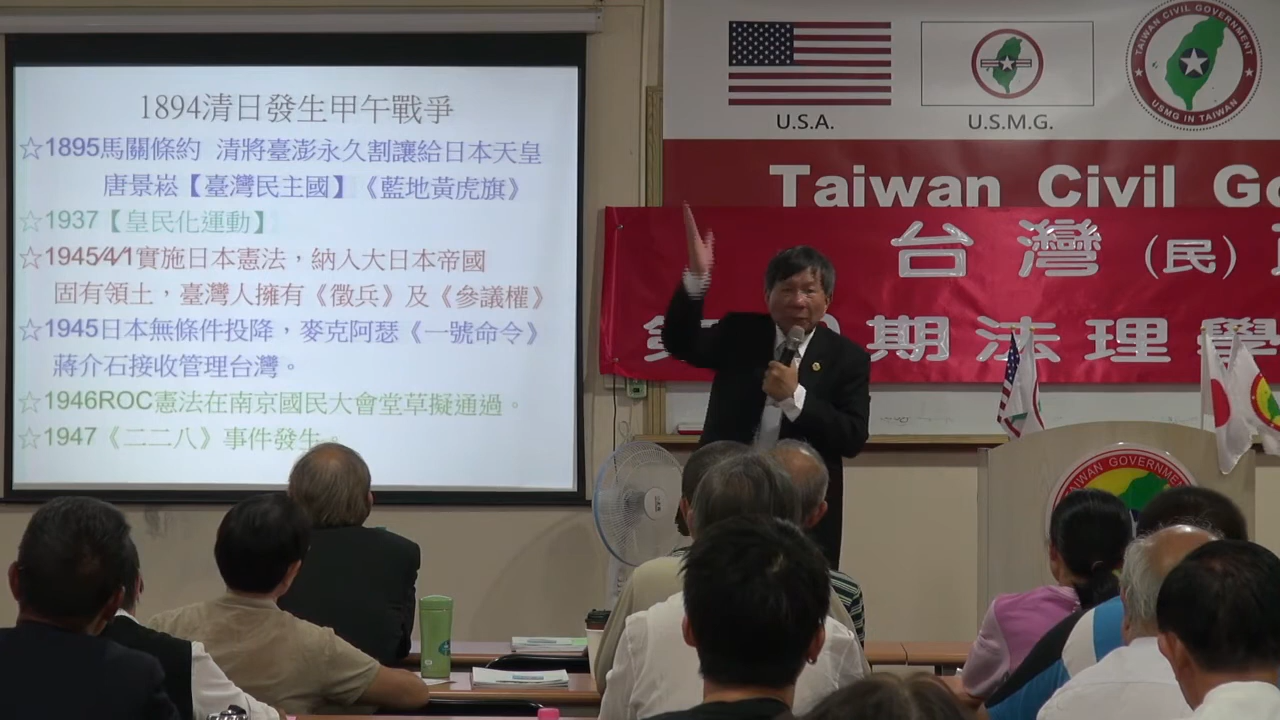 1894清日發生甲午戰爭
☆1895馬關條約 清將臺澎永久割讓給日本天皇
唐景崧【臺灣民主國】《藍地黃虎旗》
☆1937【皇民化運動】
☆1945/4/1實施日本憲法，納入大日本帝國
固有領土，臺灣人擁有《徵兵》及《參議權》
☆1945日本無條件投降，麥克阿瑟《一號命令》
蔣介石接收管理台灣。
☆1946ROC憲法在南京國民大會堂草擬通過。
☆1947《二二八》事件發生。
U.S.A.
U.S.M.G.
TAIWAN CIVIL GOVERNMENT
USMG IN TAIWAN
Taiwan Civil Go
台灣(民)
期法理學
TAIWAN GOVERNMENT